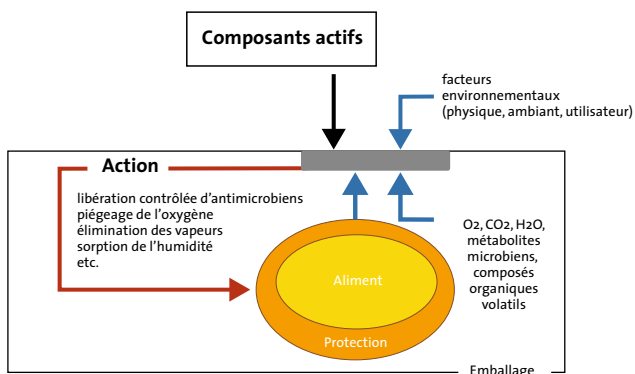 Composants actifs
facteurs
environnementaux
(physique, ambiant, utilisateur)
Action
libération contrôlée d'antimicrobiens
piégeage de l'oxygène
élimination des vapeurs
sorption de l'humidité
etc.
O2, CO2, H2O,
métabolites
microbiens,
composés
organiques
volatils
Aliment
Protection
Emballage